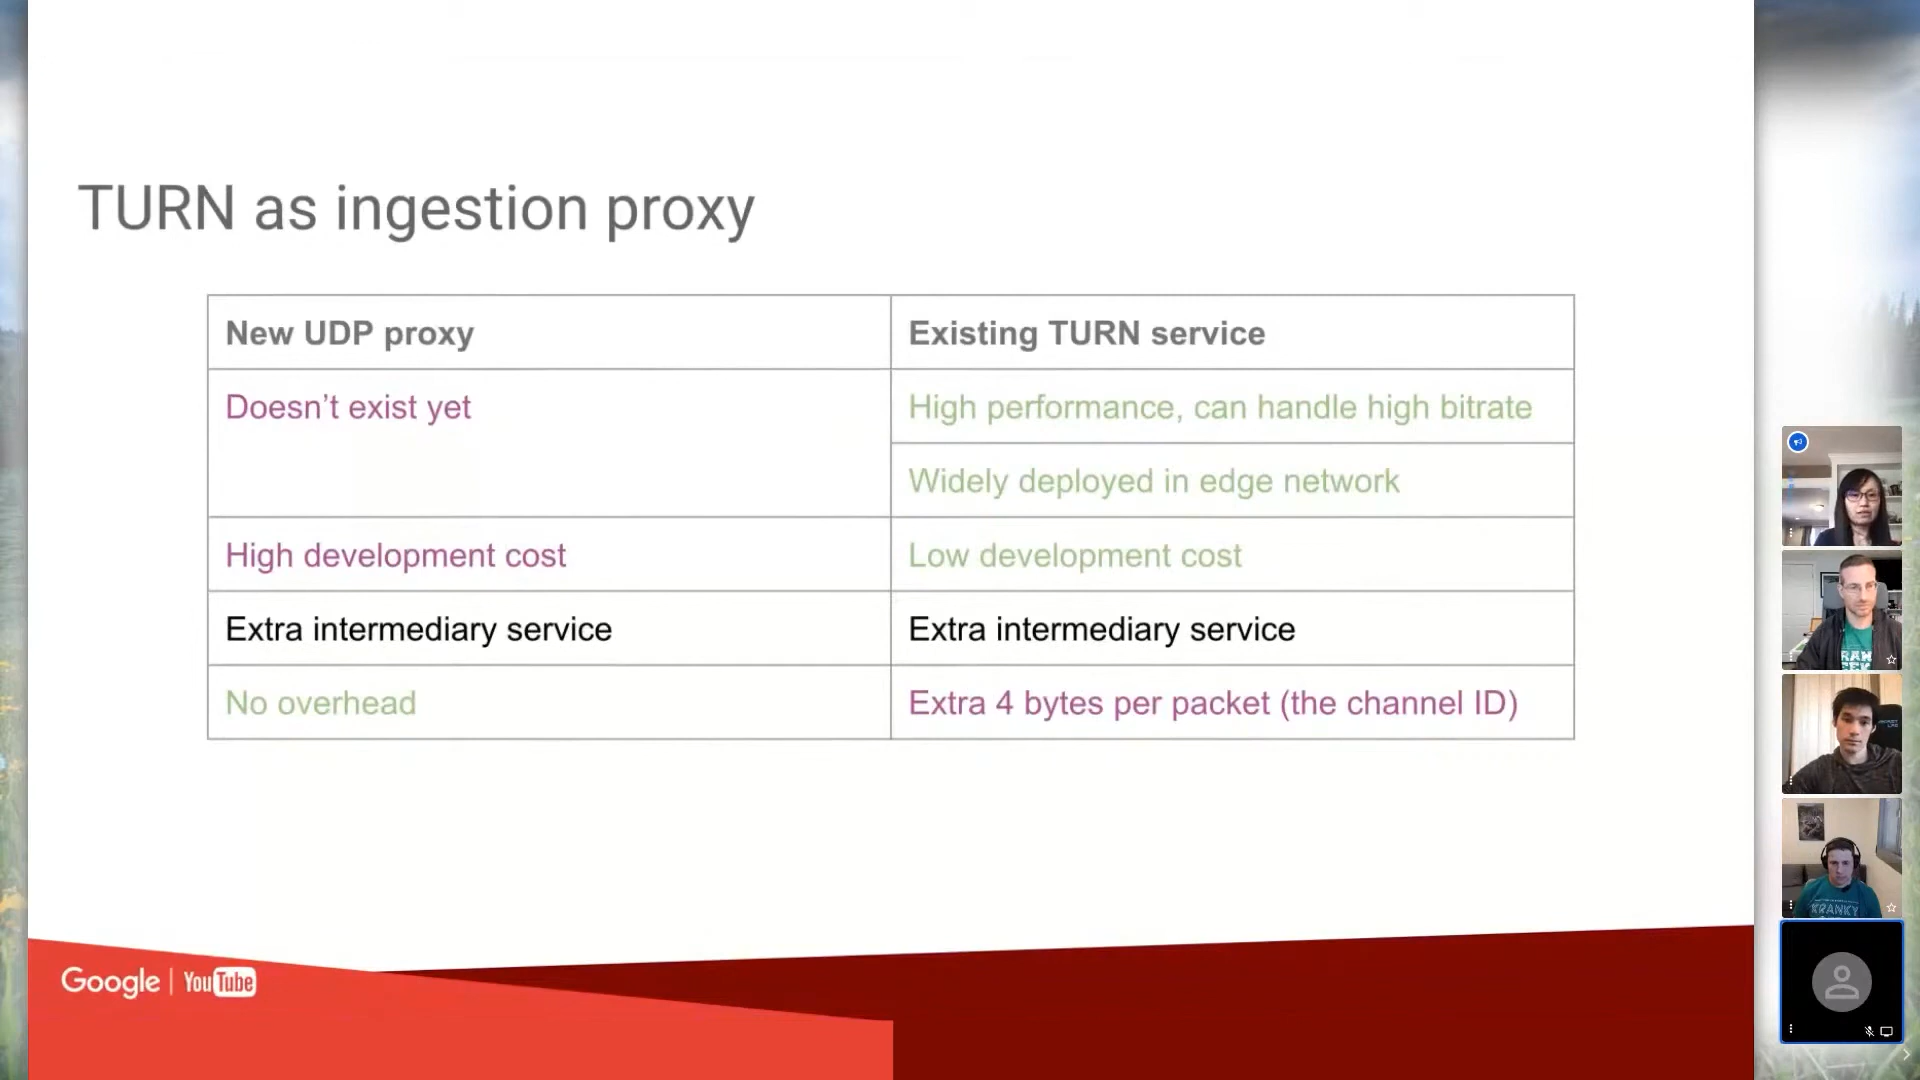 TURN as ingestion proxy
New UDP proxy
Existing TURN service
Doesn’t exist yet
High performance, can handle high bitrate
Widely deployed in edge network
High development cost
Low development cost
Extra intermediary service
Extra intermediary service
No overhead
Extra 4 bytes per packet (the channel ID)
Google | YouTube
KRANKY